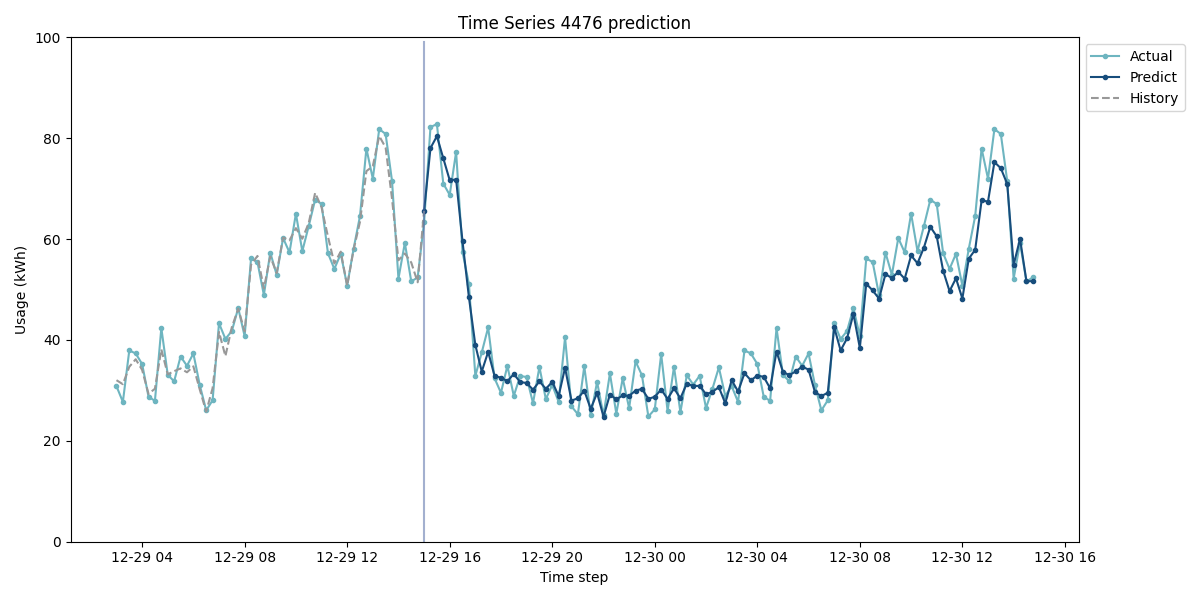 Time Series 4476 prediction
Usage (kWh)
100
80
60
40
20
0
12-29 04
12-29 08
12-29 12
12-29 16
12-29 20
12-30 00
12-30 04
12-30 08
12-30 12
12-30 16
Time step
Actual
Predict
History